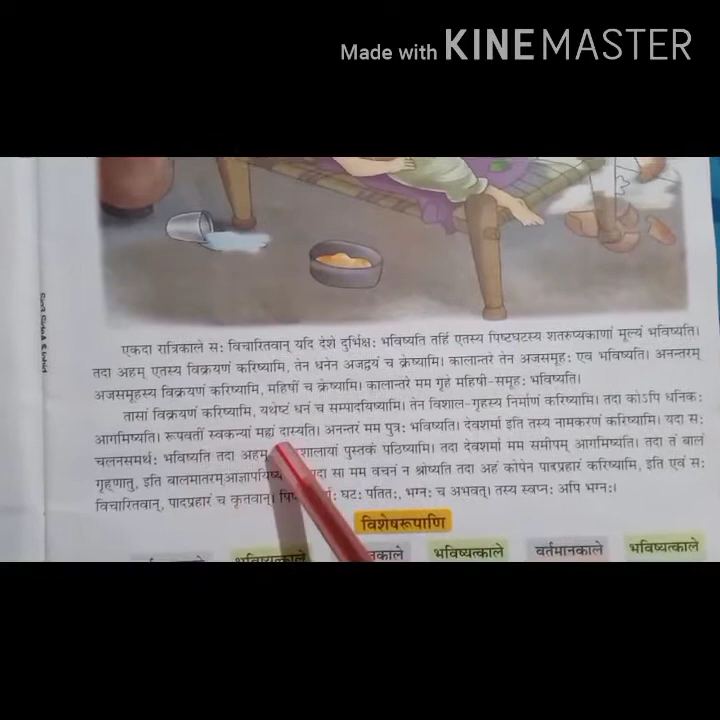 Made with KINEMASTER
एकदा रात्रिकाले सः विचारितवान् यदि देशे दुर्भिक्षः भविष्यति तर्हि एतस्य पिष्टघटस्य शतरुप्यकाणां मूल्यं भविष्यति।
तदा अहम् एतस्य विक्रयणं करिष्यामि, तेन धनेन अजद्वयं च क्रेष्यामि। कालान्तरे तेन अजसमूहः एव भविष्यति। अनन्तरम्
अजसमूहस्य विक्रयणं करिष्यामि, महिषीं च क्रेष्यामि। कालान्तरे मम गृहे महिषी-समूहः भविष्यति।
तासां विक्रयणं करिष्यामि, यथेष्टं धनं च सम्पादयिष्यामि। तेन विशाल-गृहस्य निर्माणं करिष्यामि। तदा कोऽपि धनिकः
आगमिष्यति। रूपवतीं स्वकन्यां मह्यं दास्यति। अनन्तरं मम पुत्रः भविष्यति। देवशर्मा इति तस्य नामकरणं करिष्यामि। यदा सः
चलनसमर्थः भविष्यति तदा अहम् पुस्तकं पठिष्यामि। तदा देवशर्मा मम समीपम् आगमिष्यति। तदा तं बालं
गृह्णातु, इति बालमातरम् सा मम वचनं न श्रोष्यति तदा अहं कोपेन पादप्रहारं करिष्यामि, इति एवं सः
विचारितवान्, पादप्रहारं च कृतवान्। घटः पतितः, भग्नः च अभवत्। तस्य स्वप्नः अपि भग्नः।
विशेषरूपाणि
भविष्यत्काले भविष्यत्काले वर्तमानकाले भविष्यत्काले